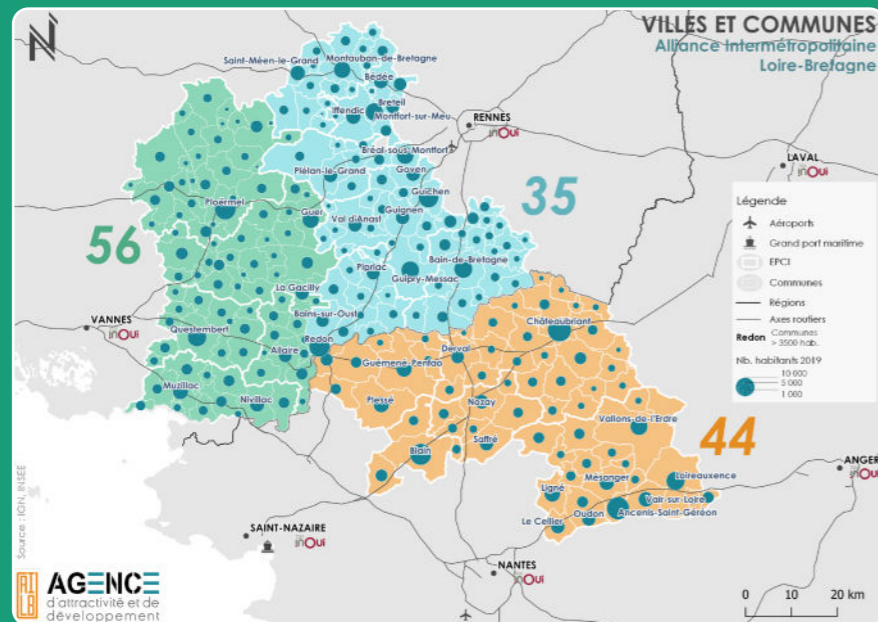 VILLES ET COMMUNES
Alliance Intermétropolitaine
Loire-Bretagne
N
Saint-Méen-le-Grand
Montauban-de-Bretagne
Bédée
Breteil
Iffendic
Montfort-sur-Meu
RENNES
inOui
LAVAL
inOui
Bréal-sous-Montfort
Plélan-le-Grand
Goven
Guichen
35
Ploërmel
Guer
Guignen
Val d'Anast
56
Pipriac
Bain-de-Bretagne
Guipry-Messac
La Gacilly
Bains-sur-Oust
VANNES
inOui
Questembert
Redon
Allaire
Châteaubriant
Derval
Guémené-Penfao
Muzillac
Nivillac
Plessé
Nozay
Vallons-de-l'Erdre
Saffré
44
Blain
Mésanger
Loireauxence
ANGERS
inOui
Ligné
Vair-sur-Loire
Oudon
Ancenis-Saint-Géréon
Le Cellier
SAINT-NAZAIRE
inOui
NANTES
inOui
Légende
Aéroports
Grand port maritime
EPCI
Communes
Régions
Axes routiers
Redon Communes
> 3500 hab.
Nb. habitants 2019
10 000
5 000
1 000
Source : IGN, INSEE
AILB
AGENCE
d'attractivité et de
développement
0 10 20 km